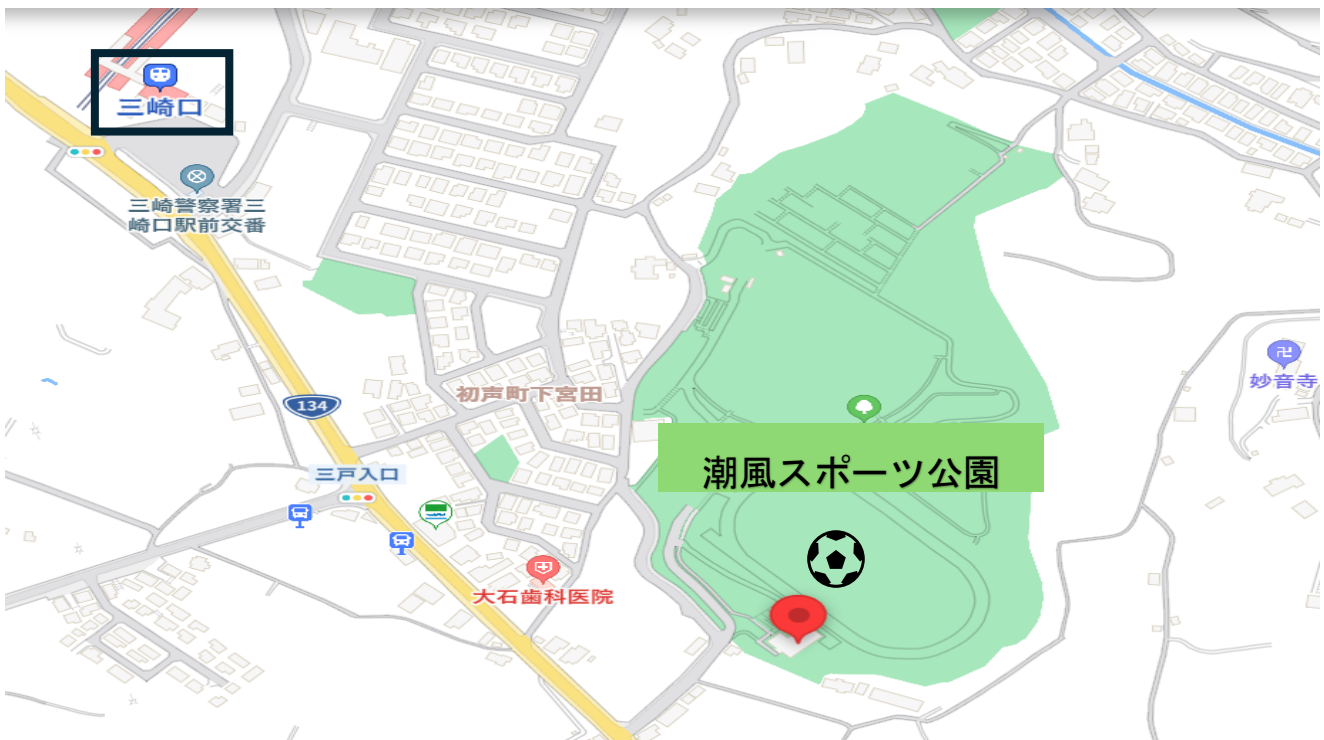 三崎口
三崎警察署三
崎口駅前交番
134
初声町下宮田
三戸入口
大石歯科医院
潮風スポーツ公園
妙音寺